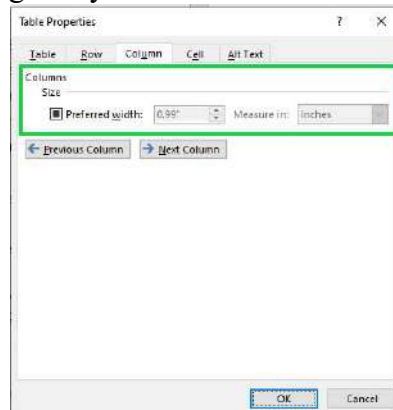 Table Properties ? ×
Table Row Column Cell Alt Text
Columns
Size
Preferred width: 0.99" Measure in: Inches
Previous Column Next Column
OK Cancel